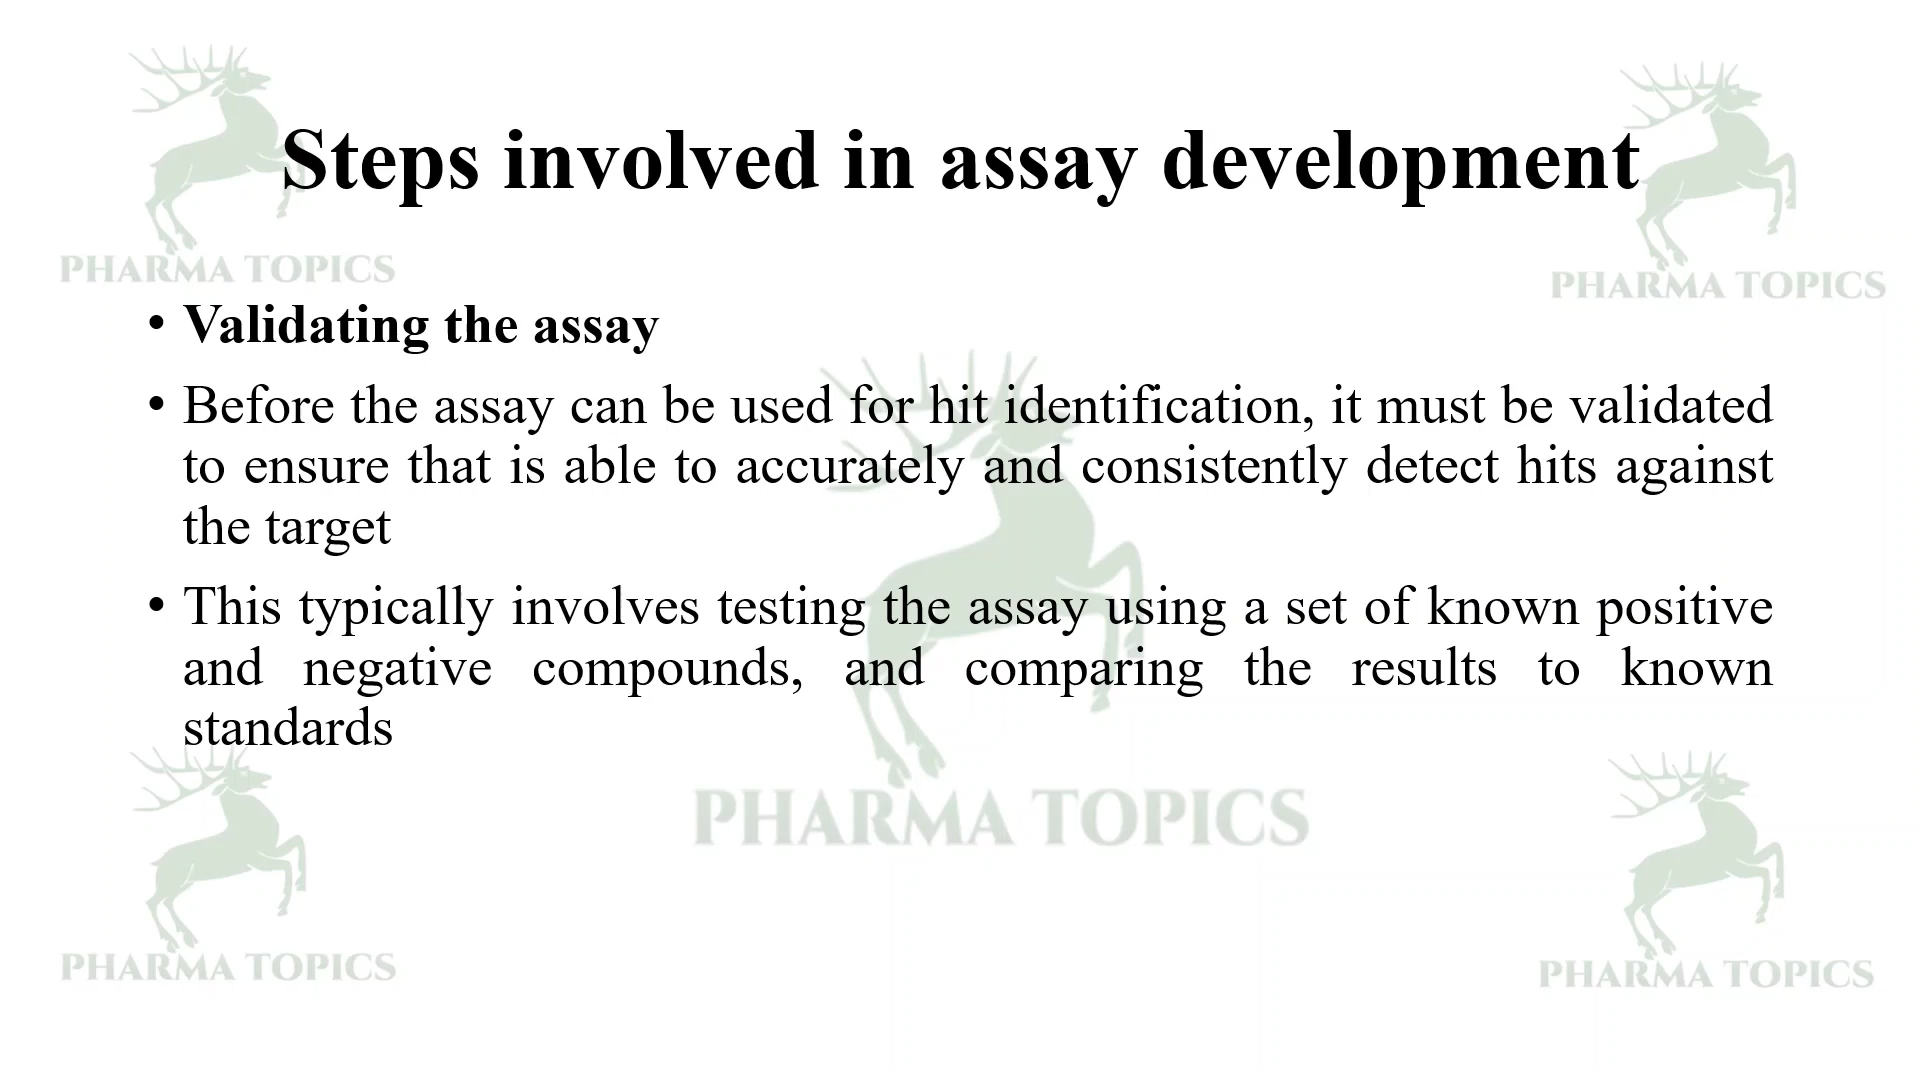 PHARMA TOPICS
PHARMA TOPICS
Steps involved in assay development
• Validating the assay
• Before the assay can be used for hit identification, it must be validated
to ensure that is able to accurately and consistently detect hits against
the target
• This typically involves testing the assay using a set of known positive
and negative compounds, and comparing the results to known
standards
PHARMA TOPICS
PHARMA TOPICS
PHARMA TOPICS